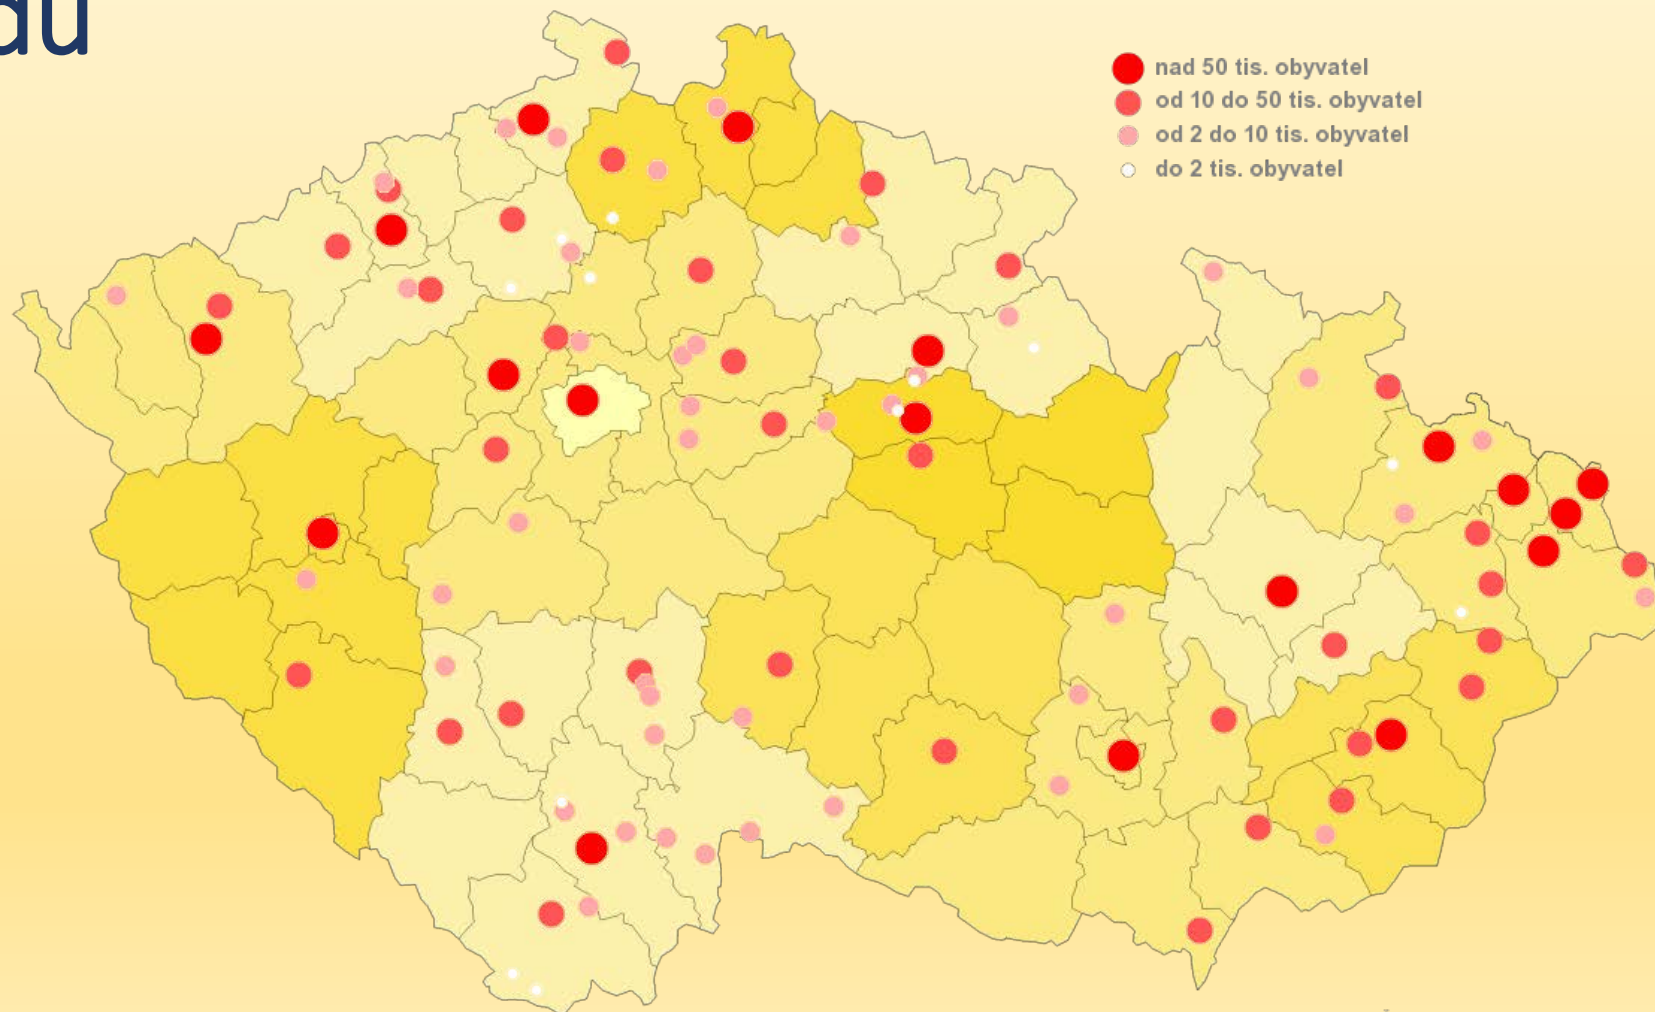 du
nad 50 tis. obyvatel
od 10 do 50 tis. obyvatel
od 2 do 10 tis. obyvatel
do 2 tis. obyvatel